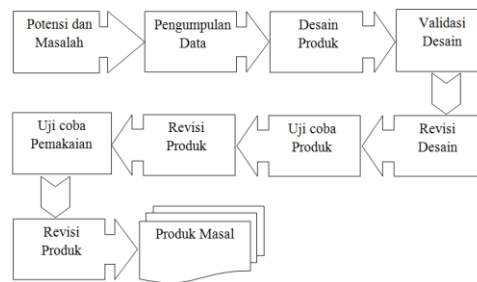 Potensi dan
Masalah
Pengumpulan
Data
Desain
Produk
Validasi
Desain
Revisi
Desain
Uji coba
Produk
Revisi
Produk
Uji coba
Pemakaian
Revisi
Produk
Produk Masal